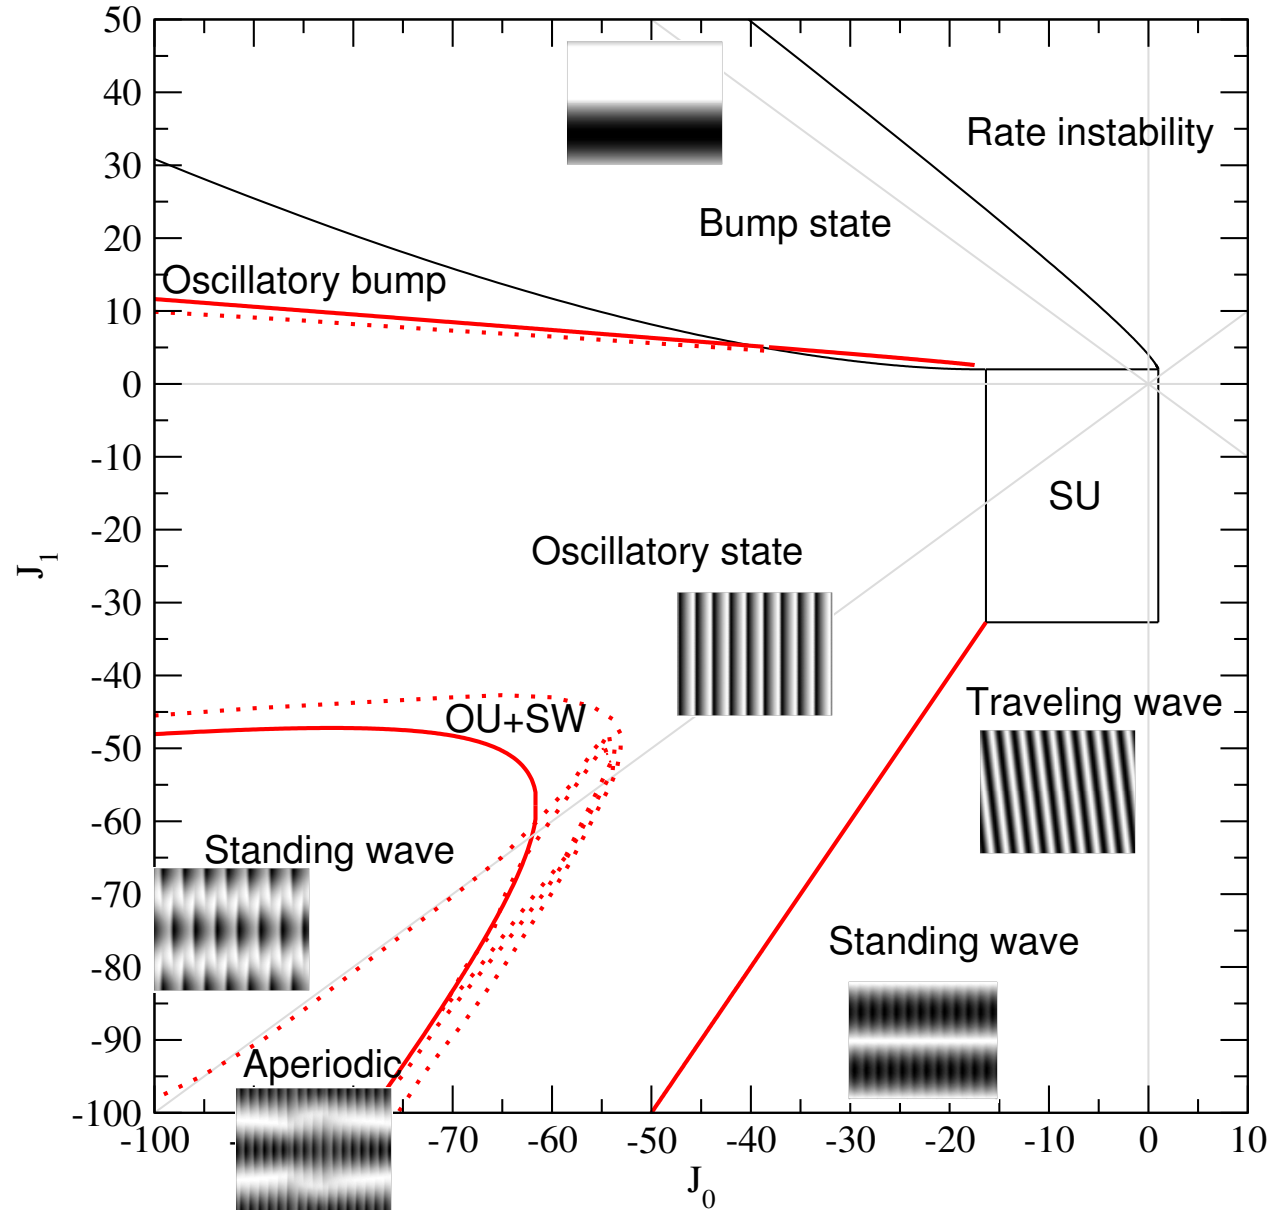 50
40
30
20
10
0
-10
-20
-30
-40
-50
-60
-70
-80
-90
-100
J1
Rate instability
Bump state
Oscillatory bump
SU
Oscillatory state
Traveling wave
OU+SW
Standing wave
Standing wave
Aperiodic
-100
-70
-60
-50
-40
-30
-20
-10
0
10
J0